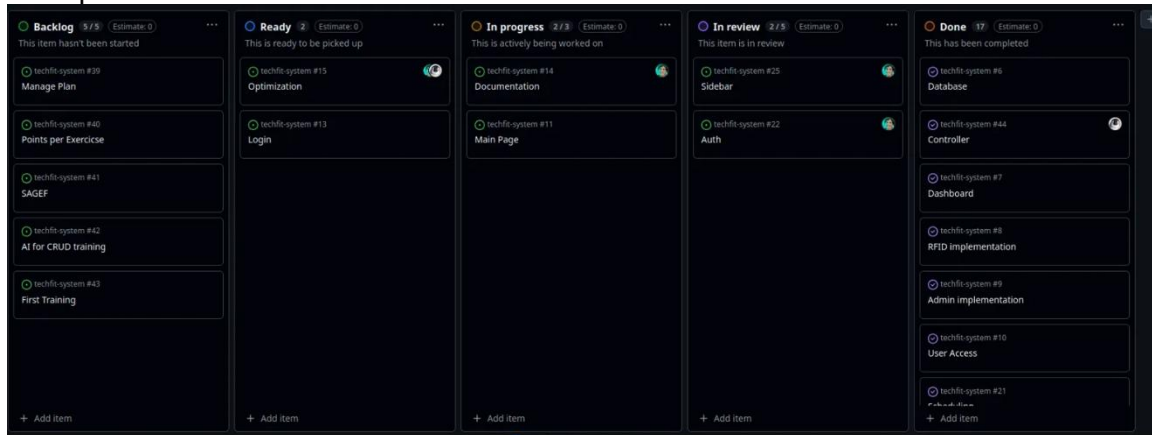 Backlog 5 / 5 Estimate: 0 ...
This item hasn't been started
techfit-system #39
Manage Plan
techfit-system #40
Points per Exercicse
techfit-system #41
SAGEF
techfit-system #42
AI for CRUD training
techfit-system #43
First Training
+ Add item
Ready 2 Estimate: 0 ...
This is ready to be picked up
techfit-system #15
Optimization
techfit-system #13
Login
+ Add item
In progress 2 / 3 Estimate: 0 ...
This is actively being worked on
techfit-system #14
Documentation
techfit-system #11
Main Page
+ Add item
In review 2 / 5 Estimate: 0 ...
This item is in review
techfit-system #25
Sidebar
techfit-system #22
Auth
+ Add item
Done 17 Estimate: 0 ...
This has been completed
techfit-system #6
Database
techfit-system #44
Controller
techfit-system #7
Dashboard
techfit-system #8
RFID implementation
techfit-system #9
Admin implementation
techfit-system #10
User Access
techfit-system #21
+ Add item